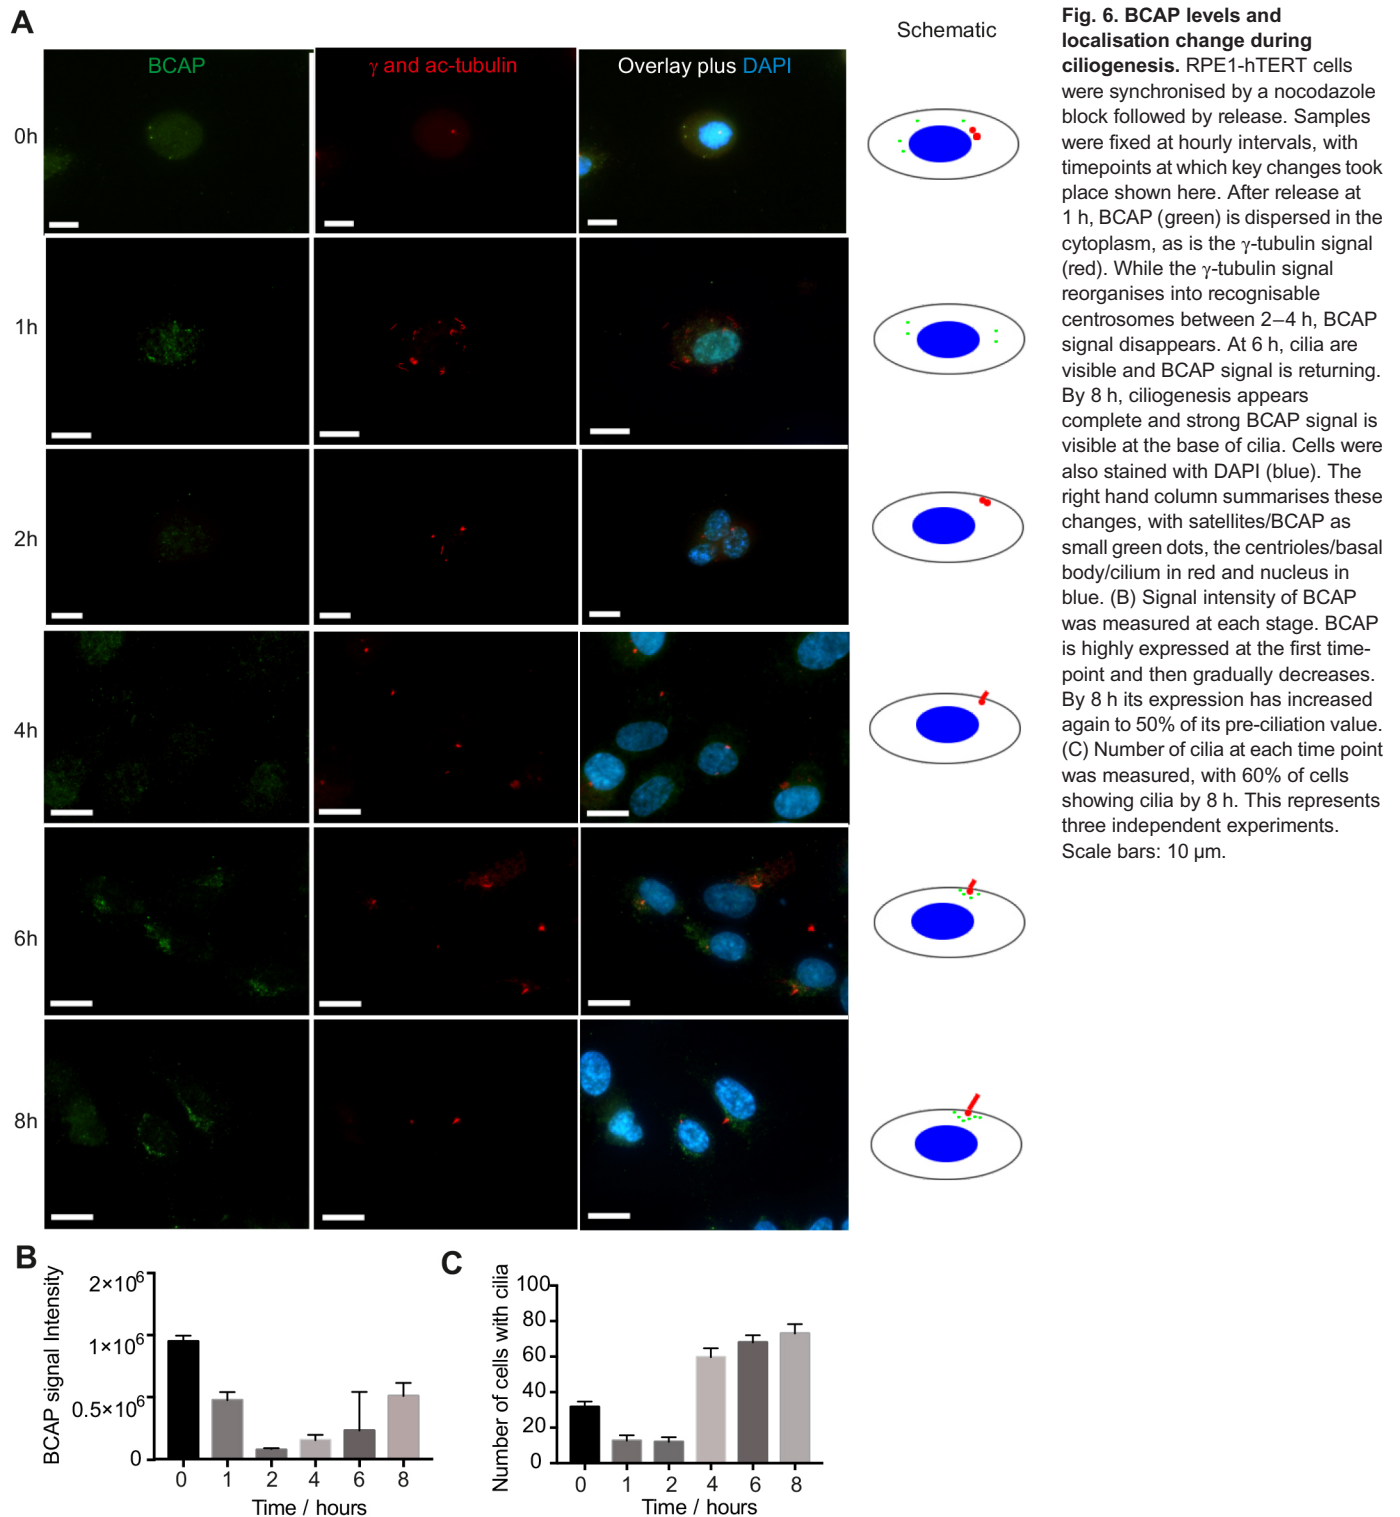 A
Schematic
BCAP
γ and ac-tubulin
Overlay plus DAPI
0h
1h
2h
4h
6h
8h
Fig. 6. BCAP levels and
localisation change during
ciliogenesis. RPE1-hTERT cells
were synchronised by a nocodazole
block followed by release. Samples
were fixed at hourly intervals, with
timepoints at which key changes took
place shown here. After release at
1 h, BCAP (green) is dispersed in the
cytoplasm, as is the γ-tubulin signal
(red). While the γ-tubulin signal
reorganises into recognisable
centrosomes between 2–4 h, BCAP
signal disappears. At 6 h, cilia are
visible and BCAP signal is returning.
By 8 h, ciliogenesis appears
complete and strong BCAP signal is
visible at the base of cilia. Cells were
also stained with DAPI (blue). The
right hand column summarises these
changes, with satellites/BCAP as
small green dots, the centrioles/basal
body/cilium in red and nucleus in
blue. (B) Signal intensity of BCAP
was measured at each stage. BCAP
is highly expressed at the first time-
point and then gradually decreases.
By 8 h its expression has increased
again to 50% of its pre-ciliation value.
(C) Number of cilia at each time point
was measured, with 60% of cells
showing cilia by 8 h. This represents
three independent experiments.
Scale bars: 10 µm.
B
BCAP signal Intensity
2×10⁶
1×10⁶
0.5×10⁶
0
0 1 2 4 6 8
Time / hours
C
Number of cells with cilia
100
80
60
40
20
0
0 1 2 4 6 8
Time / hours